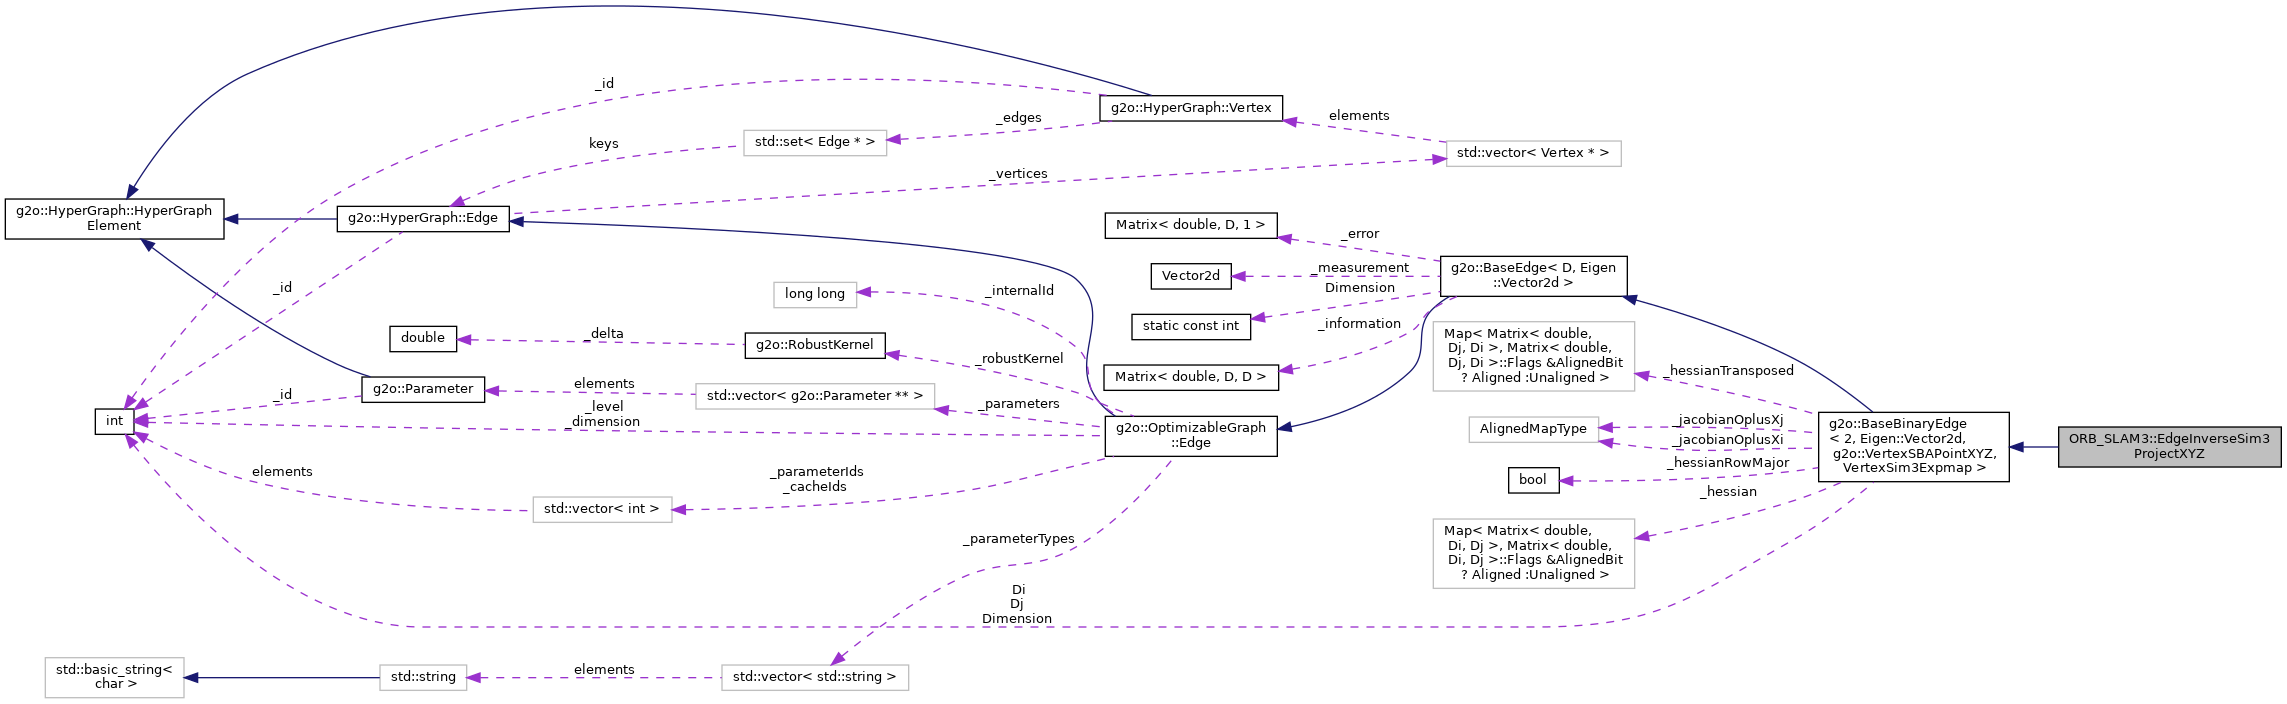 _id
g2o::HyperGraph::Vertex
_edges
elements
keys
std::set< Edge * >
std::vector< Vertex * >
_vertices
g2o::HyperGraph::HyperGraph
Element
g2o::HyperGraph::Edge
Matrix< double, D, 1 >
_error
_measurement
g2o::BaseEdge< D, Eigen
::Vector2d >
Vector2d
Dimension
_id
long long
_internalId
static const int
_information
double
_delta
g2o::RobustKernel
_robustKernel
Matrix< double, D, D >
Map< Matrix< double,
Dj, Di >, Matrix< double,
Dj, Di >::Flags &AlignedBit
? Aligned :Unaligned >
_hessianTransposed
g2o::Parameter
elements
std::vector< g2o::Parameter ** >
_parameters
_id
_level
_dimension
int
g2o::OptimizableGraph
::Edge
AlignedMapType
_jacobianOplusXj
_jacobianOplusXi
g2o::BaseBinaryEdge
< 2, Eigen::Vector2d,
g2o::VertexSBAPointXYZ,
VertexSim3Expmap >
ORB_SLAM3::EdgeInverseSim3
ProjectXYZ
elements
_parameterIds
_cacheIds
bool
_hessianRowMajor
_hessian
std::vector< int >
_parameterTypes
Map< Matrix< double,
Di, Dj >, Matrix< double,
Di, Dj >::Flags &AlignedBit
? Aligned :Unaligned >
Di
Dj
Dimension
std::basic_string<
char >
std::string
elements
std::vector< std::string >